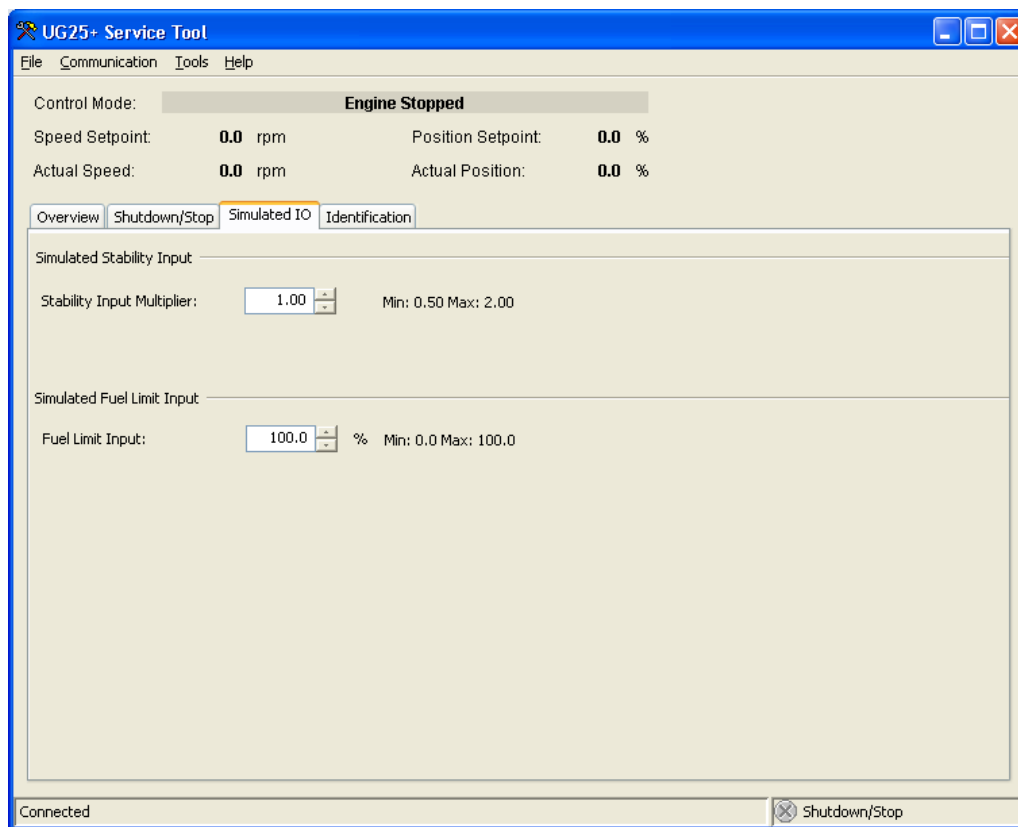 UG25+ Service Tool
File Communication Tools Help
Control Mode: Engine Stopped
Speed Setpoint: 0.0 rpm Position Setpoint: 0.0 %
Actual Speed: 0.0 rpm Actual Position: 0.0 %
Overview Shutdown/Stop Simulated IO Identification
Simulated Stability Input
Stability Input Multiplier: 1.00 Min: 0.50 Max: 2.00
Simulated Fuel Limit Input
Fuel Limit Input: 100.0 % Min: 0.0 Max: 100.0
Connected Shutdown/Stop